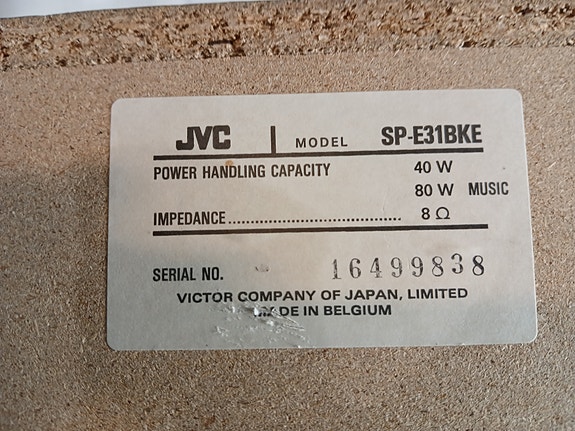 JVC MODEL SP-E31BKE
POWER HANDLING CAPACITY 40 W
80 W MUSIC
IMPEDANCE........................................ 8 Ω
SERIAL NO. 16499838
VICTOR COMPANY OF JAPAN, LIMITED
MADE IN BELGIUM